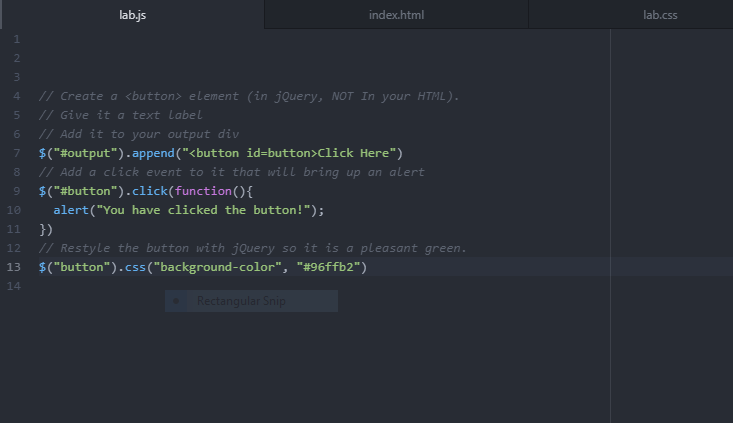 lab.js index.html lab.css
1
2
3
4 // Create a <button> element (in jQuery, NOT In your HTML).
5 // Give it a text label
6 // Add it to your output div
7 $("#output").append("<button id=button>Click Here")
8 // Add a click event to it that will bring up an alert
9 $("#button").click(function(){
10 alert("You have clicked the button!");
11 })
12 // Restyle the button with jQuery so it is a pleasant green.
13 $("button").css("background-color", "#96ffb2")
14
Rectangular Snip